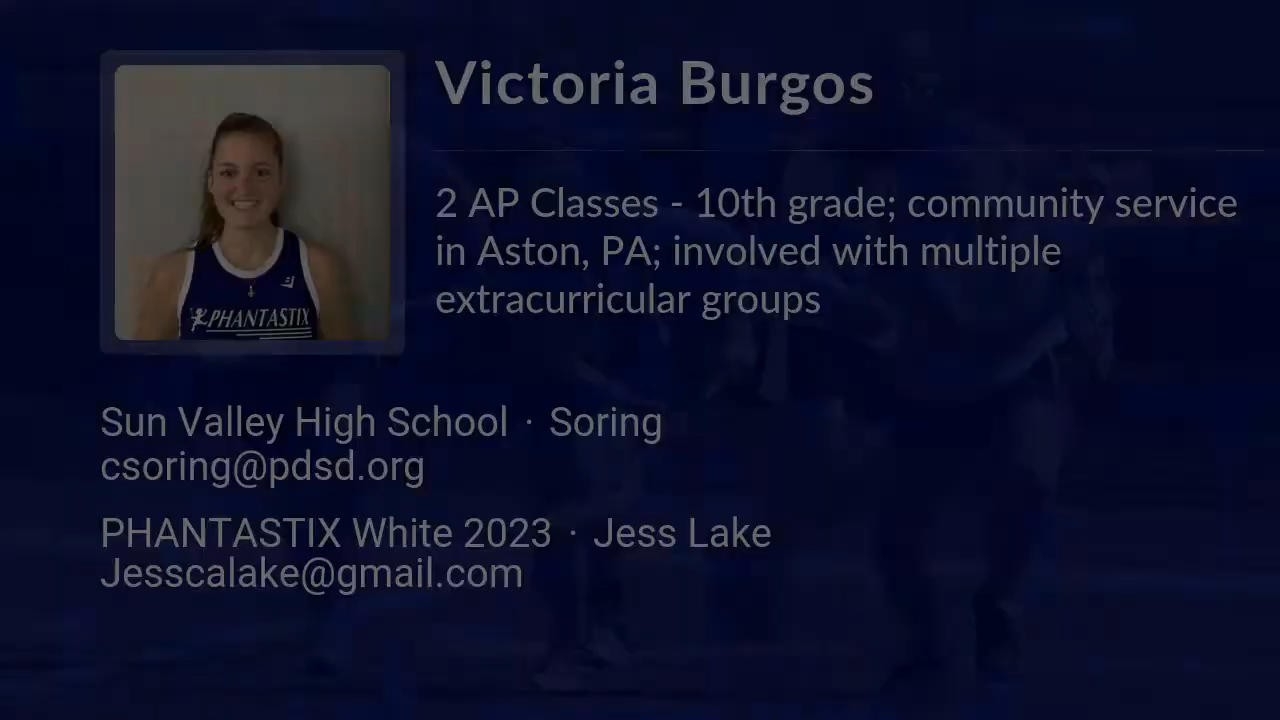 Victoria Burgos
2 AP Classes - 10th grade; community service
in Aston, PA; involved with multiple
extracurricular groups
PHANTASTIX
Sun Valley High School · Soring
csoring@pdsd.org
PHANTASTIX White 2023 · Jess Lake
Jesscalake@gmail.com